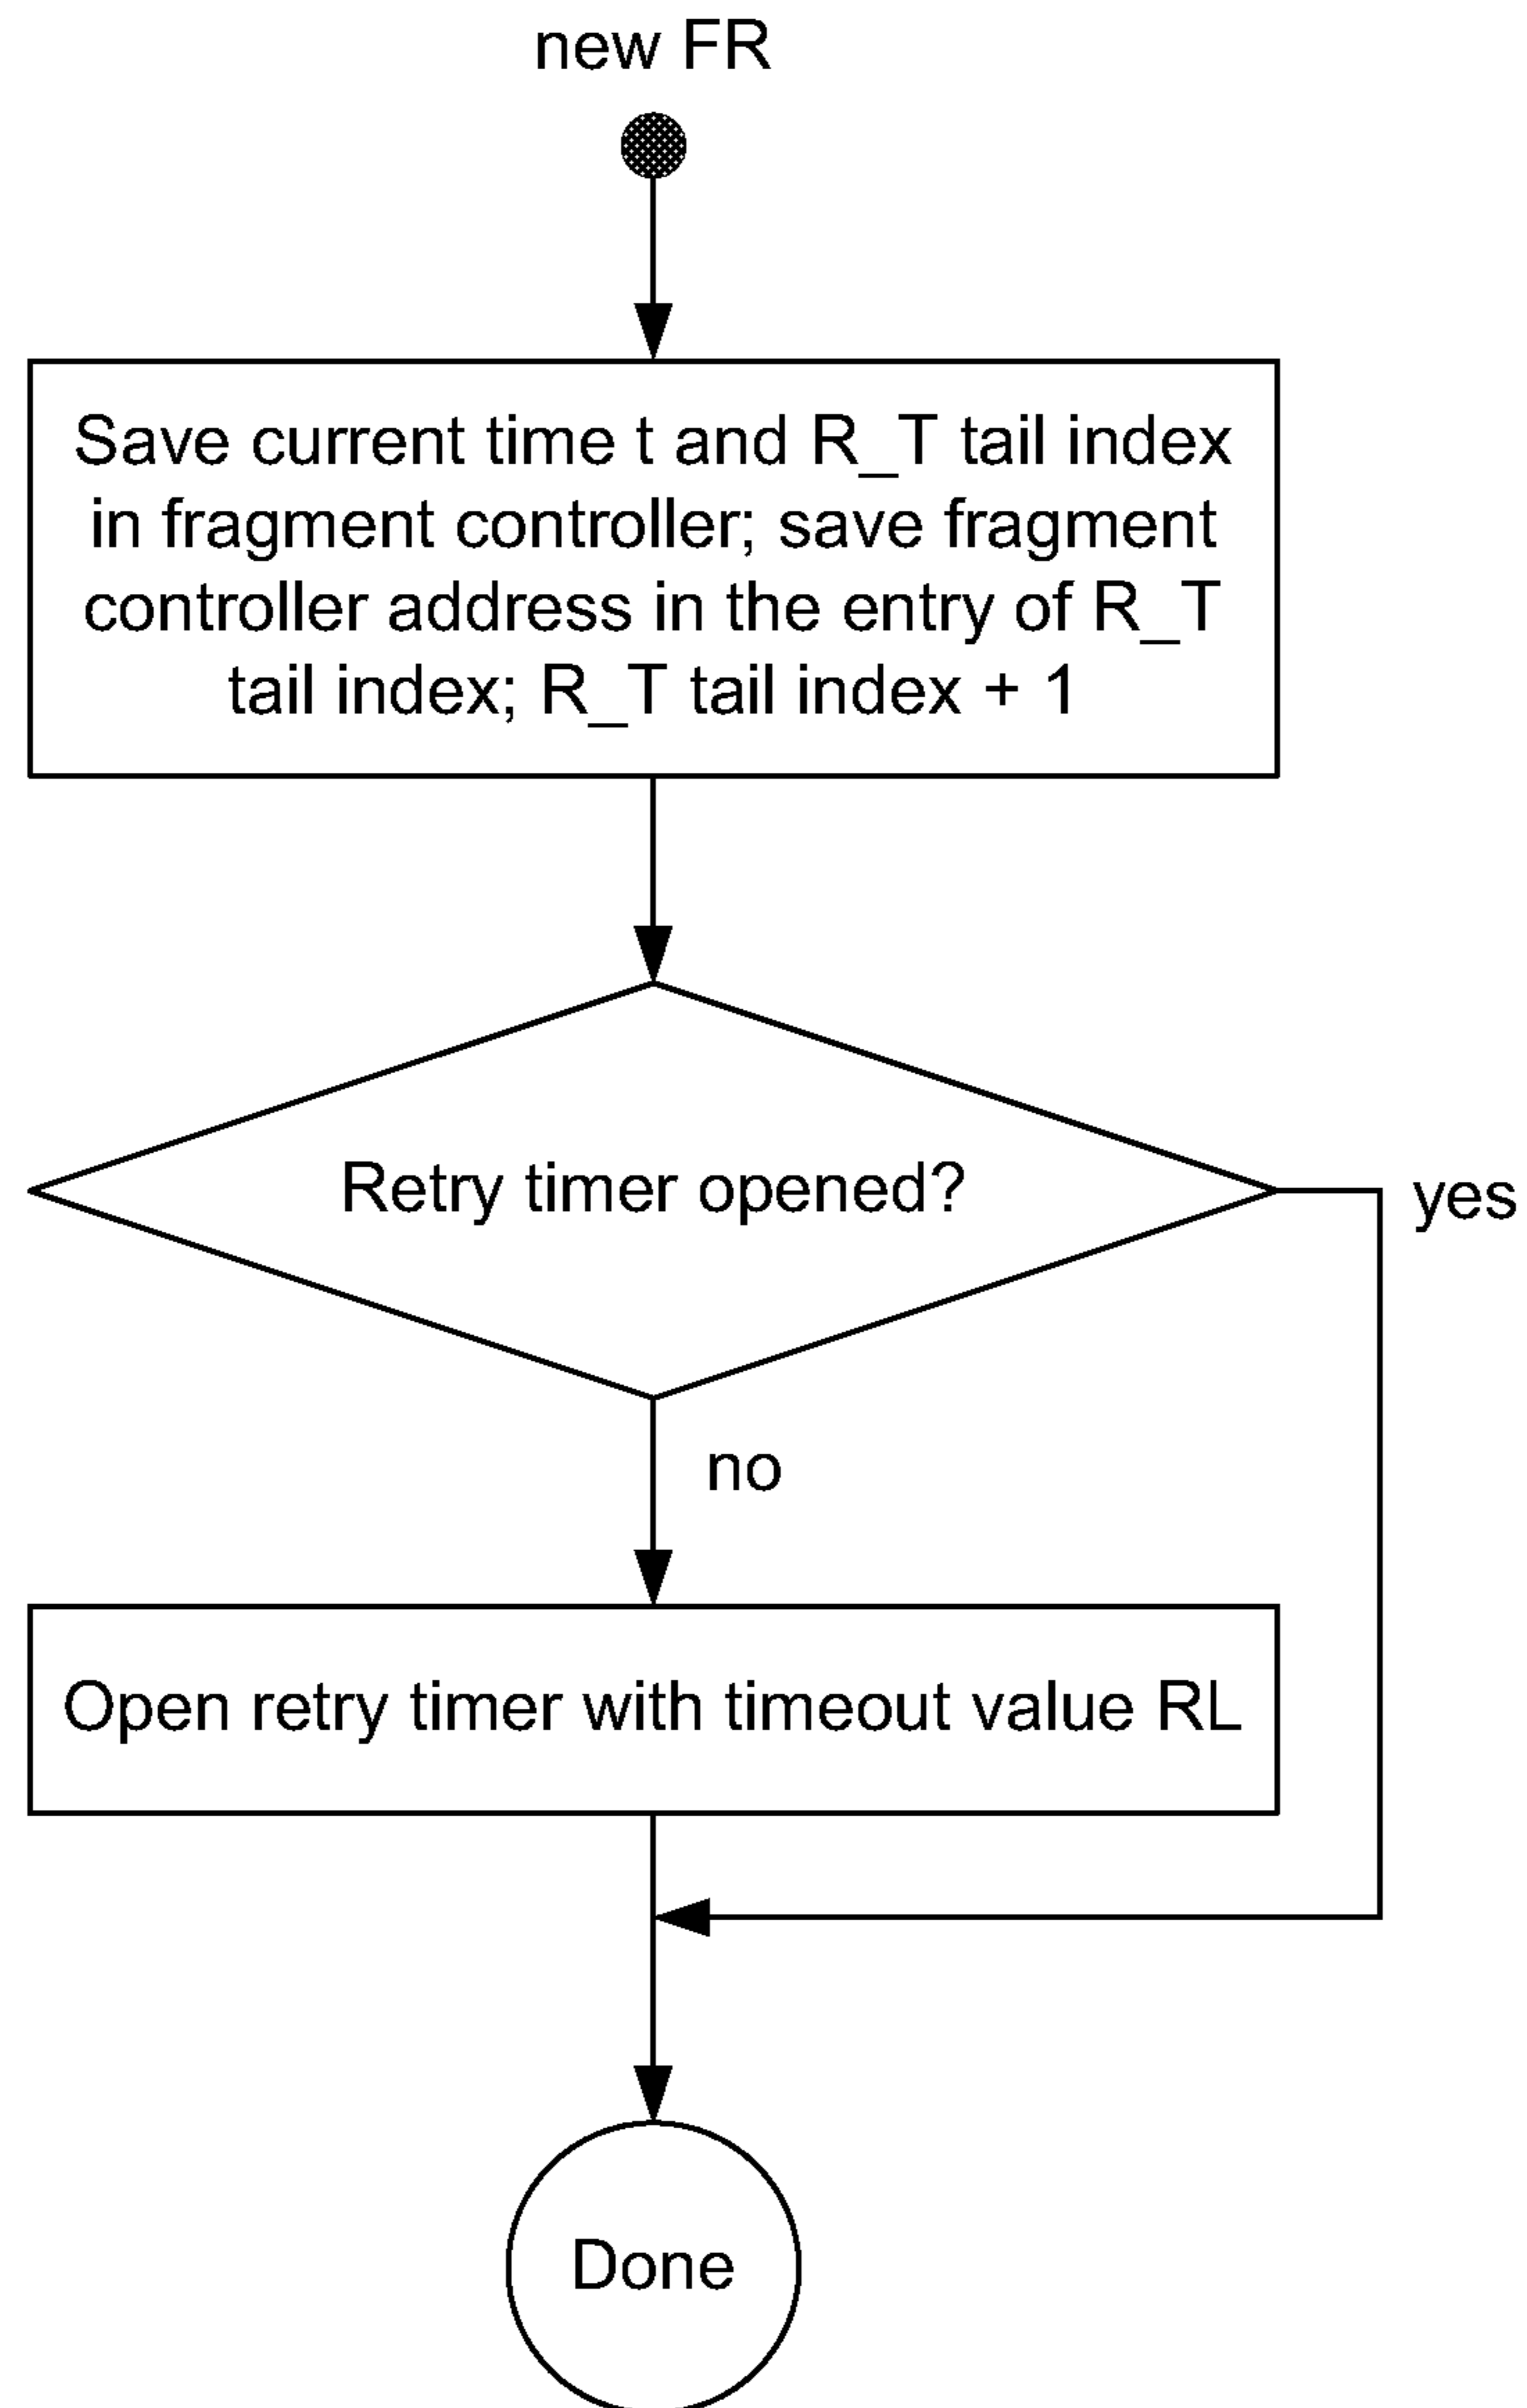 new FR
Save current time t and R_T tail index
in fragment controller; save fragment
controller address in the entry of R_T
tail index; R_T tail index + 1
Retry timer opened?
yes
no
Open retry timer with timeout value RL
Done